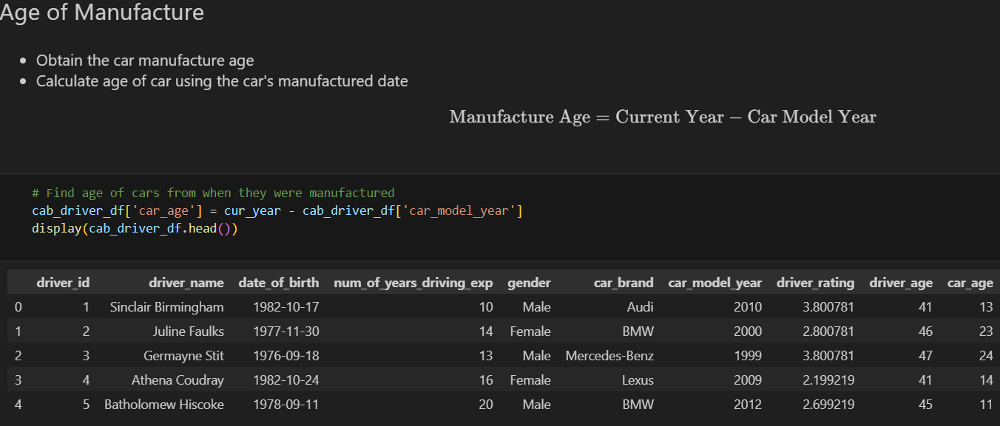 Age of Manufacture
• Obtain the car manufacture age
• Calculate age of car using the car's manufactured date
Manufacture Age = Current Year − Car Model Year
# Find age of cars from when they were manufactured
cab_driver_df['car_age'] = cur_year - cab_driver_df['car_model_year']
display(cab_driver_df.head())
driver_id driver_name date_of_birth num_of_years_driving_exp gender car_brand car_model_year driver_rating driver_age car_age
0 1 Sinclair Birmingham 1982-10-17 10 Male Audi 2010 3.800781 41 13
1 2 Juline Faulks 1977-11-30 14 Female BMW 2000 2.800781 46 23
2 3 Germayne Stit 1976-09-18 13 Male Mercedes-Benz 1999 3.800781 47 24
3 4 Athena Coudray 1982-10-24 16 Female Lexus 2009 2.199219 41 14
4 5 Batholomew Hiscoke 1978-09-11 20 Male BMW 2012 2.699219 45 11